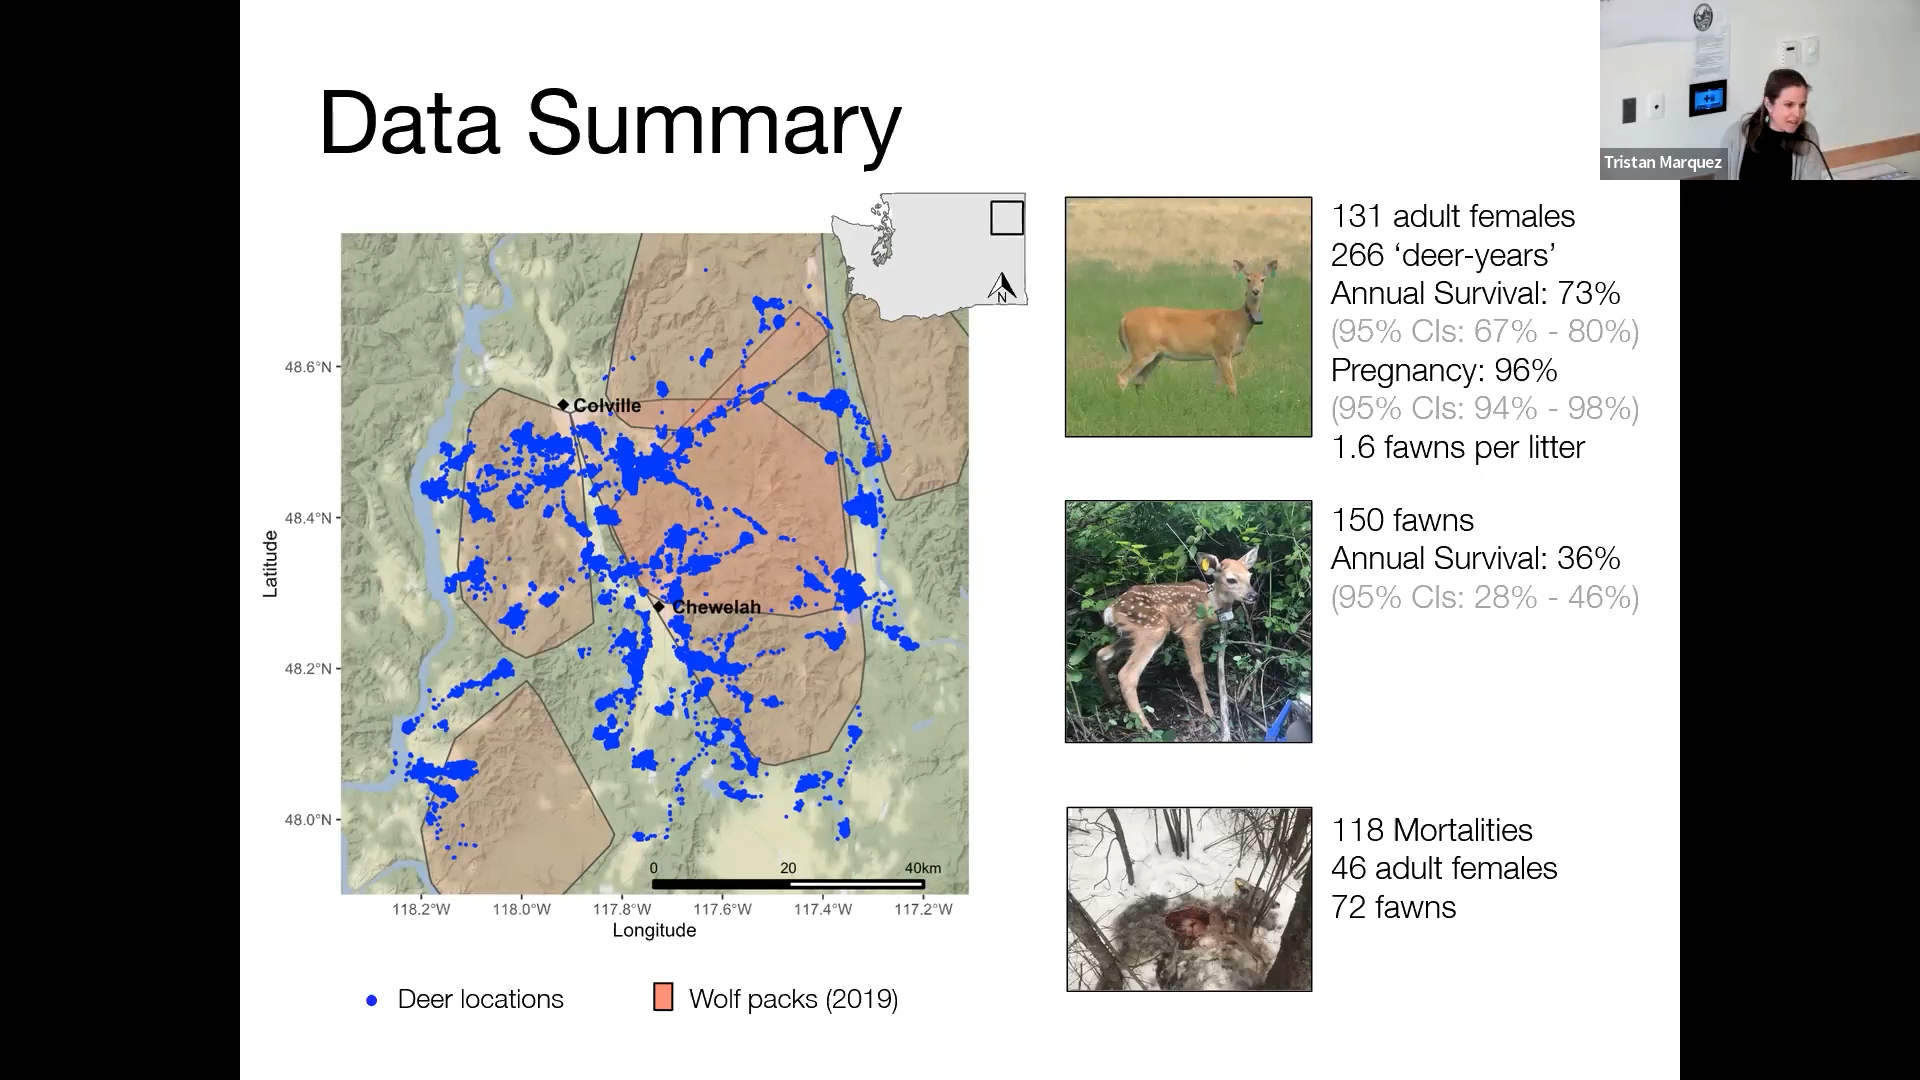 Data Summary
Tristan Marquez
N
Colville
Chewelah
48.6°N
48.4°N
48.2°N
48.0°N
Latitude
0 20 40km
118.2°W 118.0°W 117.8°W 117.6°W 117.4°W 117.2°W
Longitude
Deer locations
Wolf packs (2019)
131 adult females
266 ‘deer-years’
Annual Survival: 73%
(95% CIs: 67% - 80%)
Pregnancy: 96%
(95% CIs: 94% - 98%)
1.6 fawns per litter
150 fawns
Annual Survival: 36%
(95% CIs: 28% - 46%)
118 Mortalities
46 adult females
72 fawns